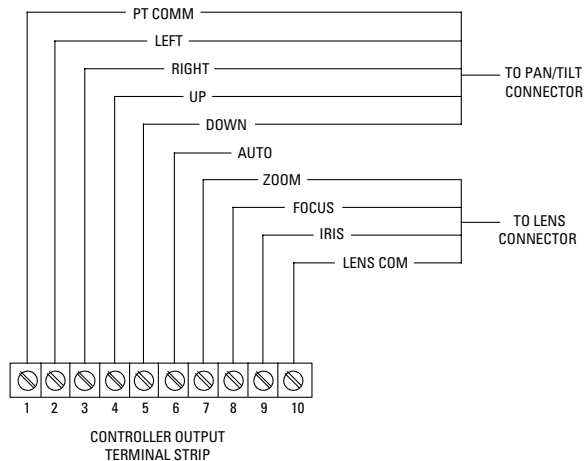 PT COMM
LEFT
RIGHT
UP
DOWN
AUTO
ZOOM
FOCUS
IRIS
LENS COM
TO PAN/TILT
CONNECTOR
TO LENS
CONNECTOR
1 2 3 4 5 6 7 8 9 10
CONTROLLER OUTPUT
TERMINAL STRIP